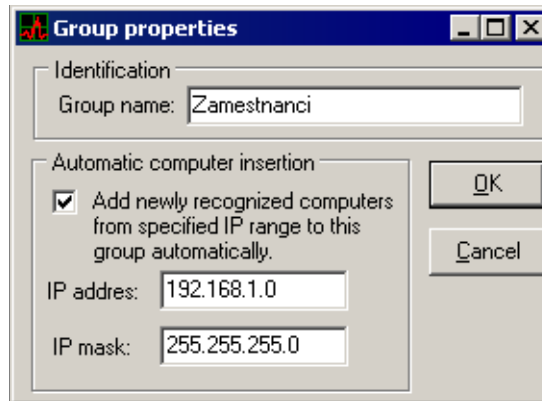 Group properties
Identification
Group name: Zamestnanci
Automatic computer insertion
Add newly recognized computers
from specified IP range to this
group automatically.
IP addres: 192.168.1.0
IP mask: 255.255.255.0
OK
Cancel